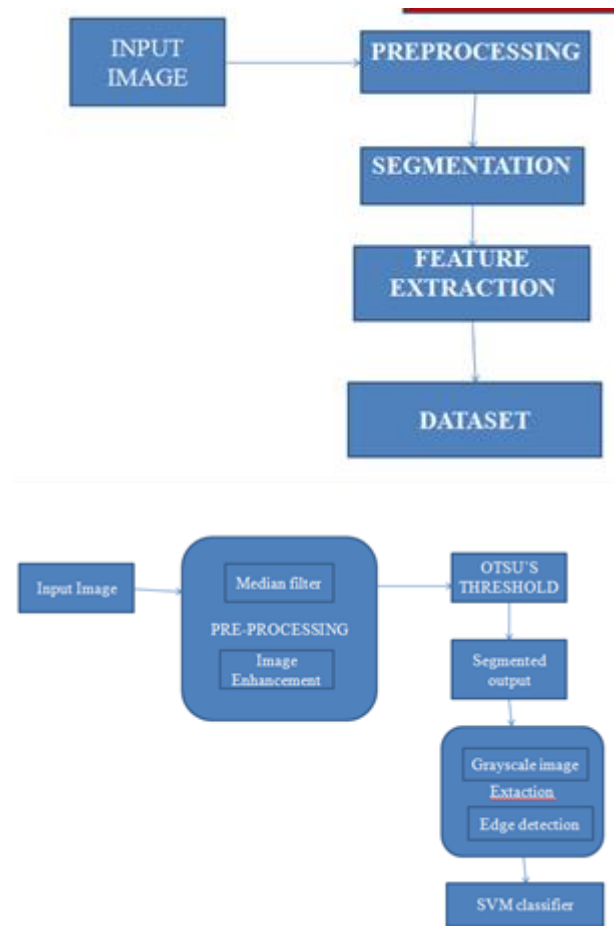 INPUT
IMAGE
PREPROCESSING
SEGMENTATION
FEATURE
EXTRACTION
DATASET
Input Image
Median filter
PRE-PROCESSING
Image
Enhancement
OTSU'S
THRESHOLD
Segmented
output
Grayscale image
Extaction
Edge detection
SVM classifier